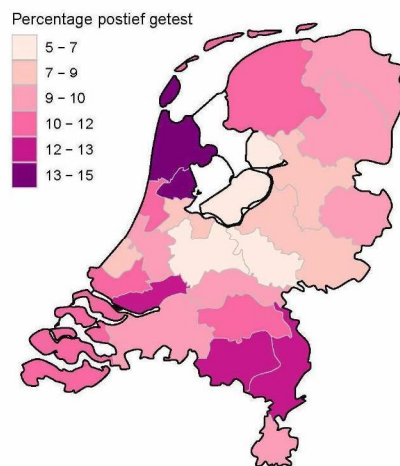 Percentage postief getest
5 – 7
7 – 9
9 – 10
10 – 12
12 – 13
13 – 15